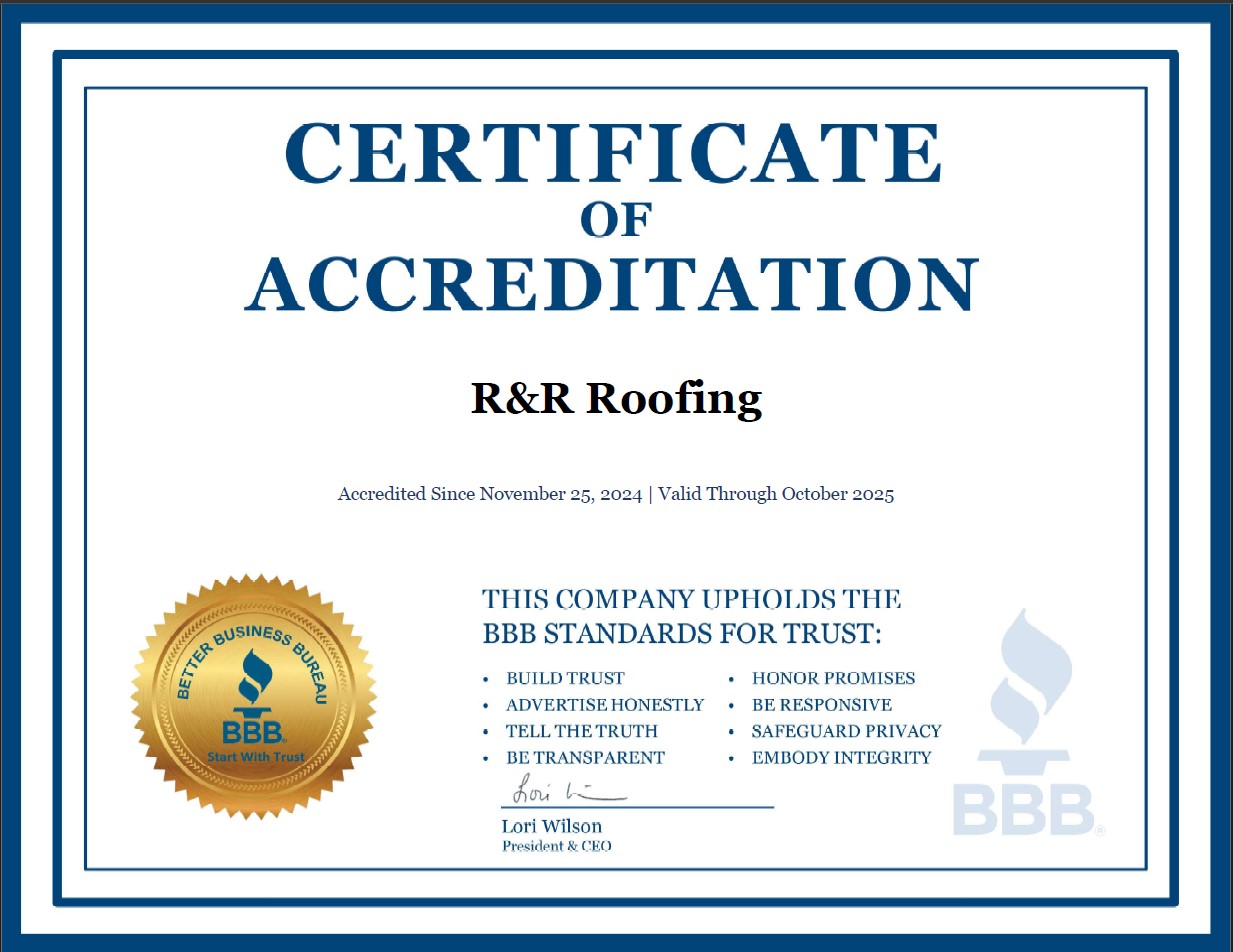 CERTIFICATE
OF
ACCREDITATION
R&R Roofing
Accredited Since November 25, 2024 | Valid Through October 2025
BETTER BUSINESS BUREAU
BBB®
Start With Trust
THIS COMPANY UPHOLDS THE
BBB STANDARDS FOR TRUST:
• BUILD TRUST
• ADVERTISE HONESTLY
• TELL THE TRUTH
• BE TRANSPARENT
• HONOR PROMISES
• BE RESPONSIVE
• SAFEGUARD PRIVACY
• EMBODY INTEGRITY
Lori
Lori Wilson
President & CEO
BBB®